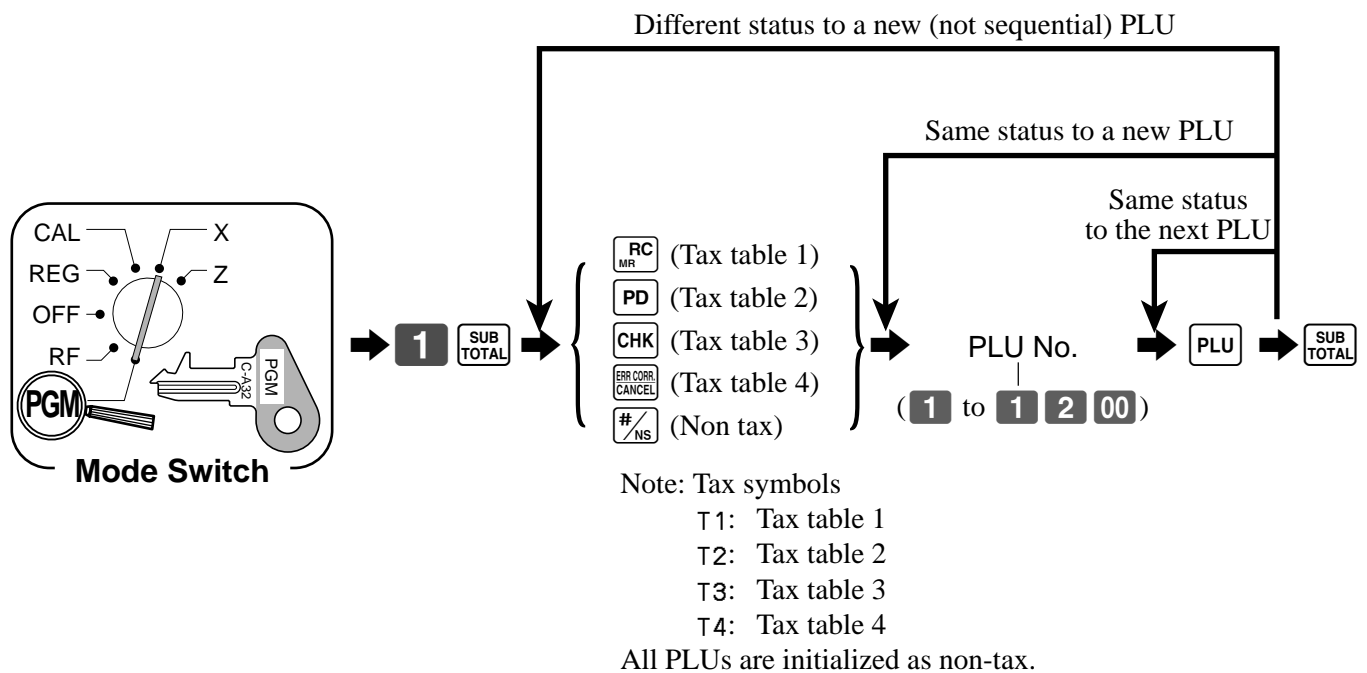 Different status to a new (not sequential) PLU
Same status to a new PLU
Same status
to the next PLU
CAL
X
REG
Z
OFF
RF
PGM
PGM
C-A32
Mode Switch
1
SUB
TOTAL
RC
MR
(Tax table 1)
PD
(Tax table 2)
CHK
(Tax table 3)
ERR CORR.
CANCEL
(Tax table 4)
#/NS
(Non tax)
PLU No.
(1 to 1 2 00)
PLU
SUB
TOTAL
Note: Tax symbols
T1: Tax table 1
T2: Tax table 2
T3: Tax table 3
T4: Tax table 4
All PLUs are initialized as non-tax.